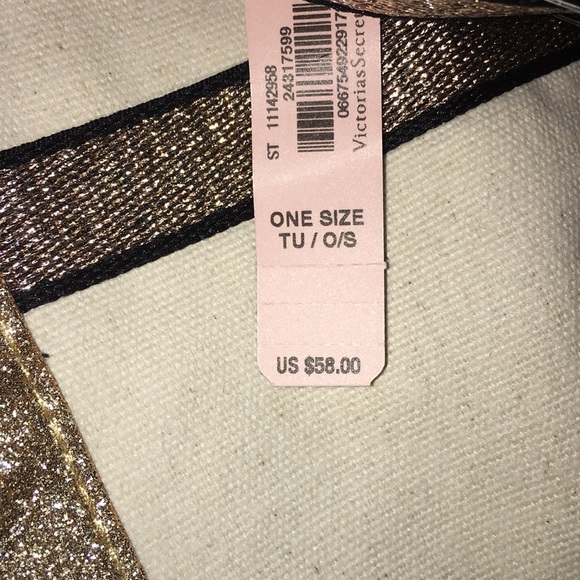 ST 11142958
24317599
066754922917
VictoriasSecret
ONE SIZE
TU / O/S
US $58.00